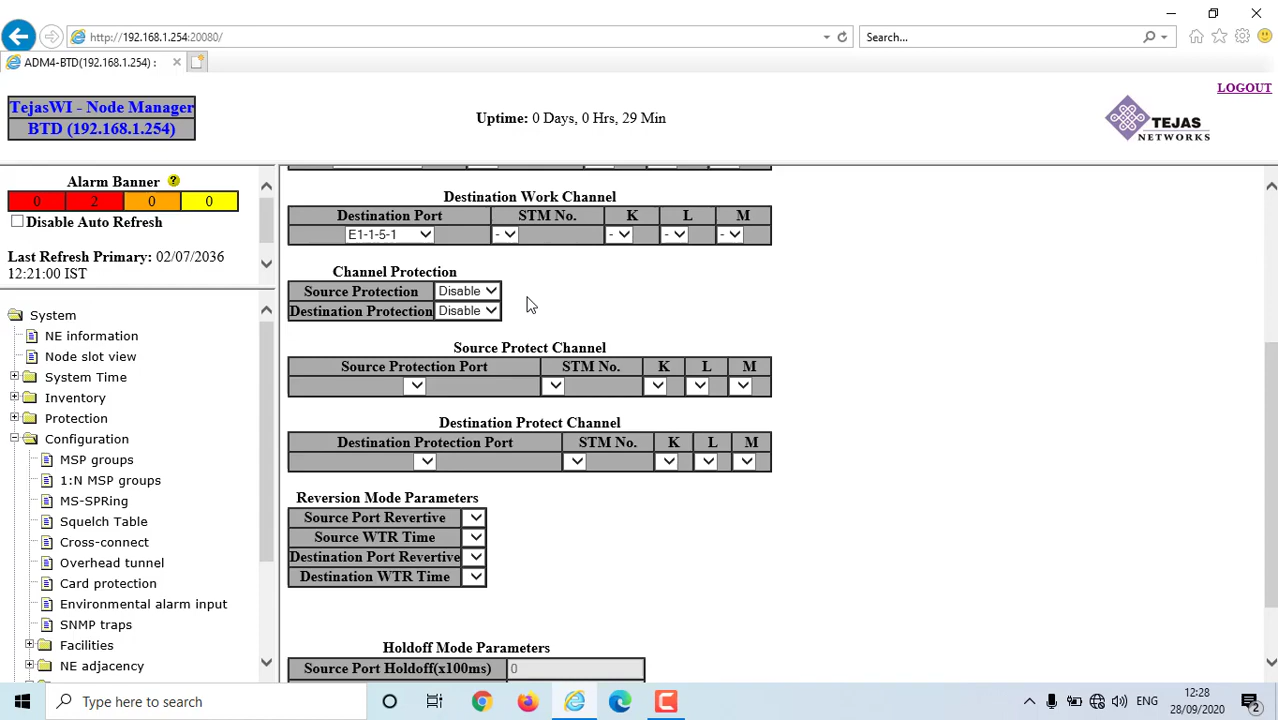 http://192.168.1.254:20080/
Search...
ADM4-BTD(192.168.1.254) :
LOGOUT
TejasWI - Node Manager
BTD (192.168.1.254)
Uptime: 0 Days, 0 Hrs, 29 Min
TEJAS
NETWORKS
Alarm Banner ?
0 2 0 0
Disable Auto Refresh
Last Refresh Primary: 02/07/2036
12:21:00 IST
System
NE information
Node slot view
System Time
Inventory
Protection
Configuration
MSP groups
1:N MSP groups
MS-SPRing
Squelch Table
Cross-connect
Overhead tunnel
Card protection
Environmental alarm input
SNMP traps
Facilities
NE adjacency
Destination Work Channel
Destination Port STM No. K L M
E1-1-5-1 - - - -
Channel Protection
Source Protection Disable
Destination Protection Disable
Source Protect Channel
Source Protection Port STM No. K L M
Destination Protect Channel
Destination Protection Port STM No. K L M
Reversion Mode Parameters
Source Port Revertive
Source WTR Time
Destination Port Revertive
Destination WTR Time
Holdoff Mode Parameters
Source Port Holdoff(x100ms) 0
Type here to search
ENG
12:28
28/09/2020
2